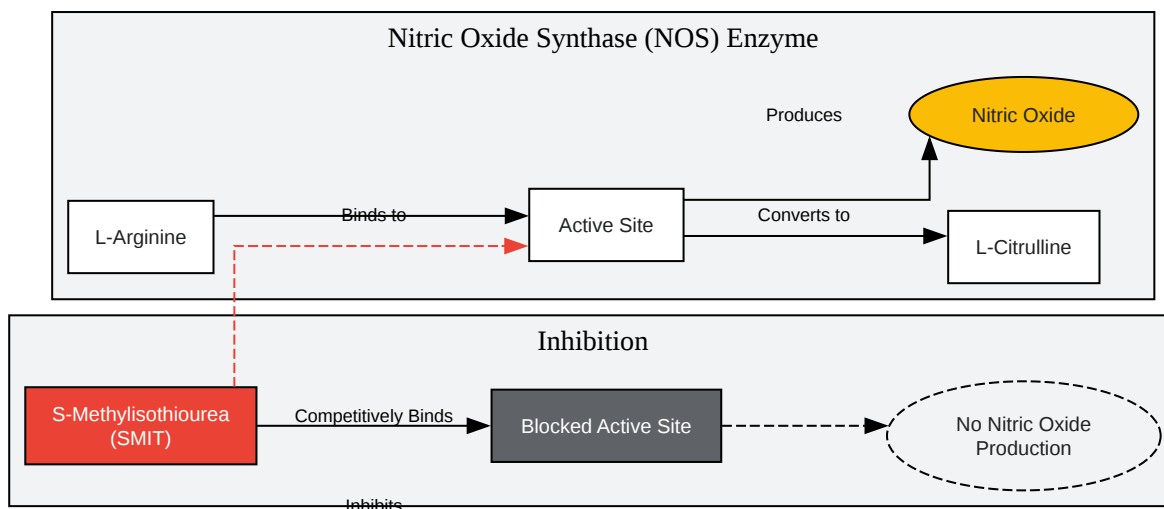 Nitric Oxide Synthase (NOS) Enzyme
Produces
Nitric Oxide
L-Arginine
Binds to
Active Site
Converts to
L-Citrulline
Inhibition
S-Methylisothiourea
(SMIT)
Competitively Binds
Blocked Active Site
No Nitric Oxide
Production
Inhibits